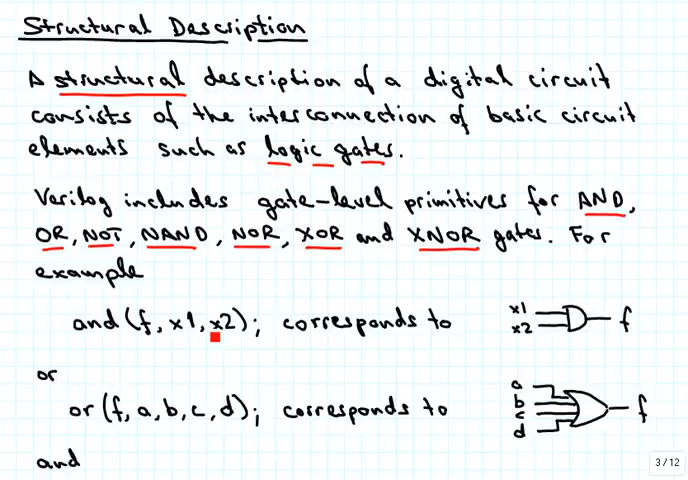 Structural Description
A structural description of a digital circuit
consists of the interconnection of basic circuit
elements such as logic gates.
Verilog includes gate-level primitives for AND,
OR, NOT, NAND, NOR, XOR and XNOR gates. For
example
and (f, x1, x2); corresponds to
x1
x2
f
or
or (f, a, b, c, d); corresponds to
a
b
c
d
f
and
3 / 12